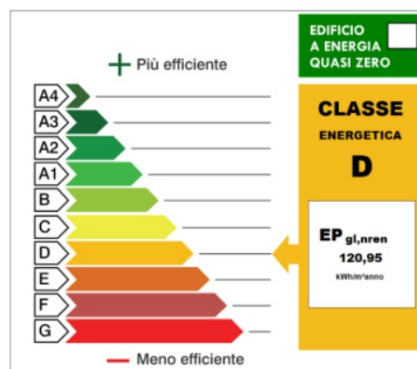 Più efficiente
A4
A3
A2
A1
B
C
D
E
F
G
Meno efficiente
EDIFICIO
A ENERGIA
QUASI ZERO
CLASSE
ENERGETICA
D
EP gl,nren
120,95
kWh/m²anno